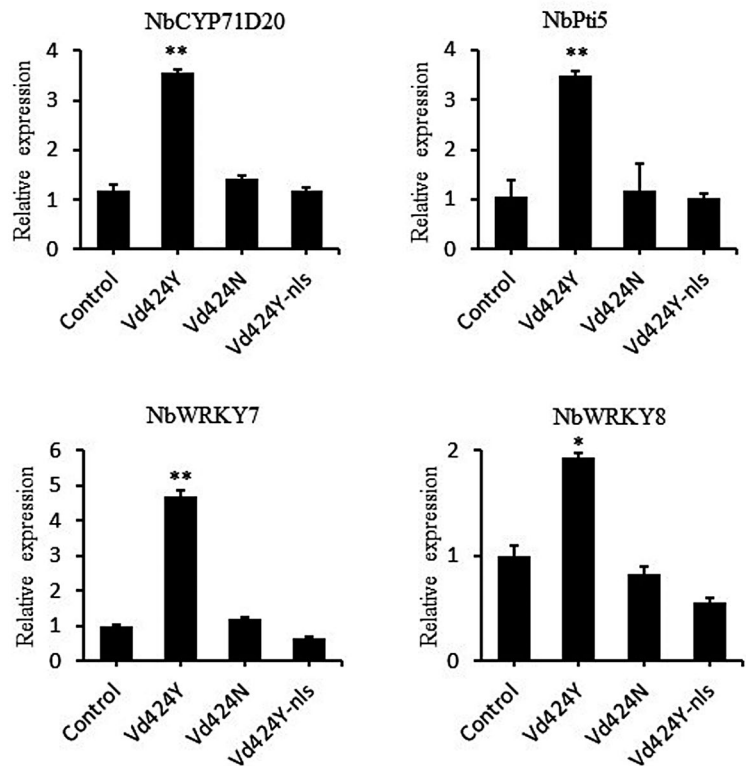 NbCYP71D20
Relative expression
4
3
2
1
0
**
Control
Vd424Y
Vd424N
Vd424Y-nls
NbPti5
Relative expression
4
3
2
1
0
**
Control
Vd424Y
Vd424N
Vd424Y-nls
NbWRKY7
Relative expression
6
5
4
3
2
1
0
**
Control
Vd424Y
Vd424N
Vd424Y-nls
NbWRKY8
Relative expression
2
1
0
*
Control
Vd424Y
Vd424N
Vd424Y-nls